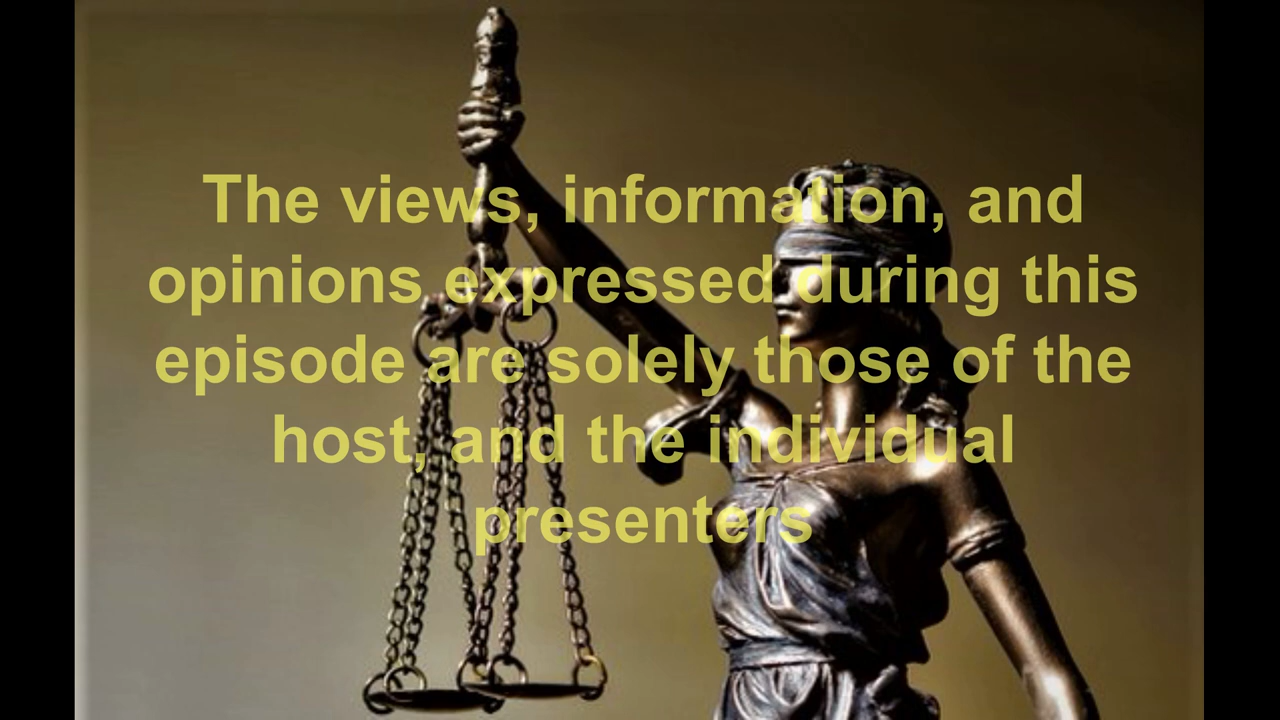 The views, information, and
opinions expressed during this
episode are solely those of the
host, and the individual
presenters